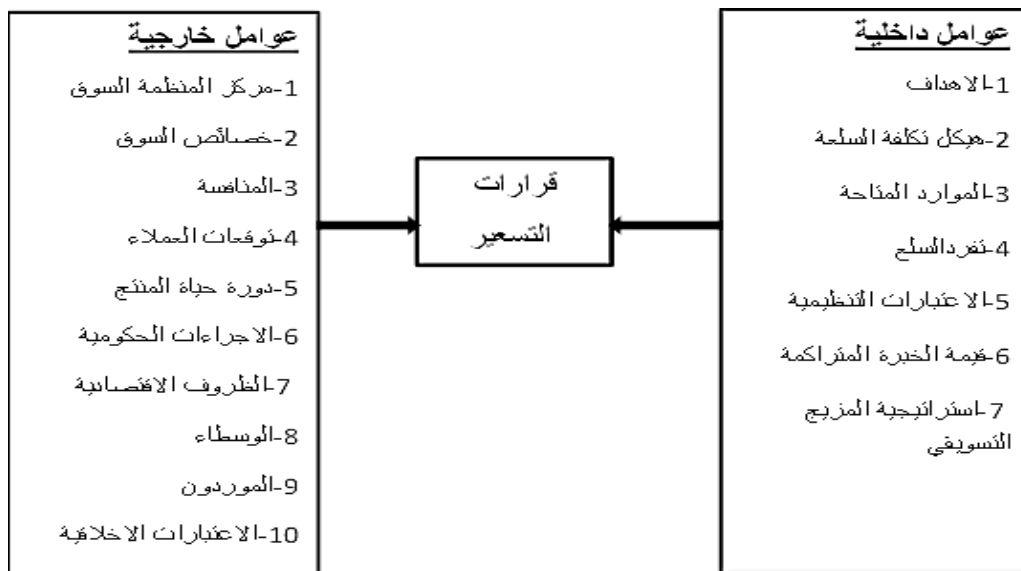 عوامل داخلية
1-الاهداف
2-هيكل تكلفة السلعة
3-الموارد المتاحة
4-تفردالسلع
5-الاعتبارات التنظيمية
6-قيمة الخبرة المتراكمة
7-استراتيجية المزيج
التسويقي
قرارات
التسعير
عوامل خارجية
1-مركز المنظمة السوق
2-خصائص السوق
3-المنافسة
4-توقعات العملاء
5-دورة حياة المنتج
6-الاجراءات الحكومية
7-الظروف الاقتصادية
8-الوسطاء
9-الموردون
10-الاعتبارات الاخلاقية